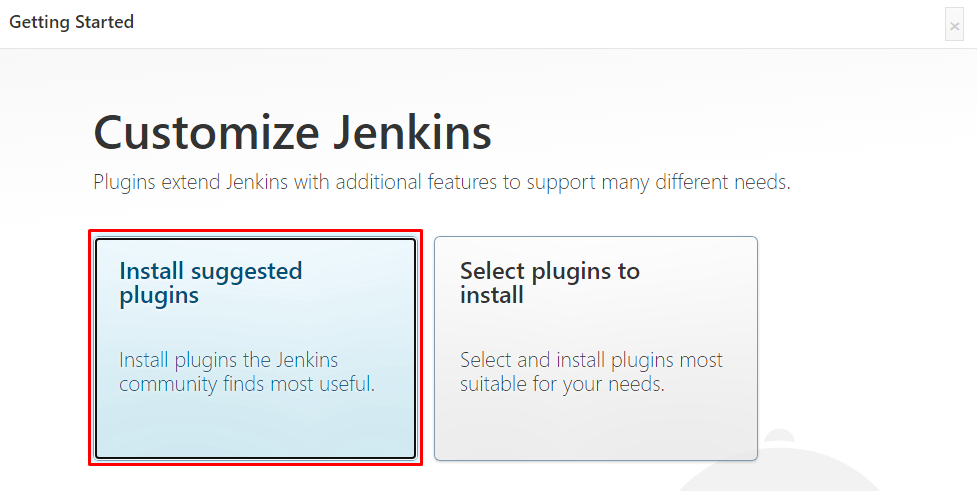 Getting Started
×
Customize Jenkins
Plugins extend Jenkins with additional features to support many different needs.
Install suggested
plugins
Install plugins the Jenkins
community finds most useful.
Select plugins to
install
Select and install plugins most
suitable for your needs.